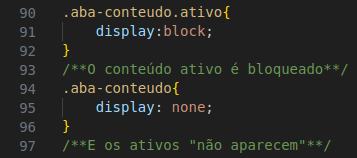 90 .aba-conteudo.ativo{
91     display:block;
92 }
93 /**O conteúdo ativo é bloqueado**/
94 .aba-conteudo{
95     display: none;
96 }
97 /**E os ativos "não aparecem"**/